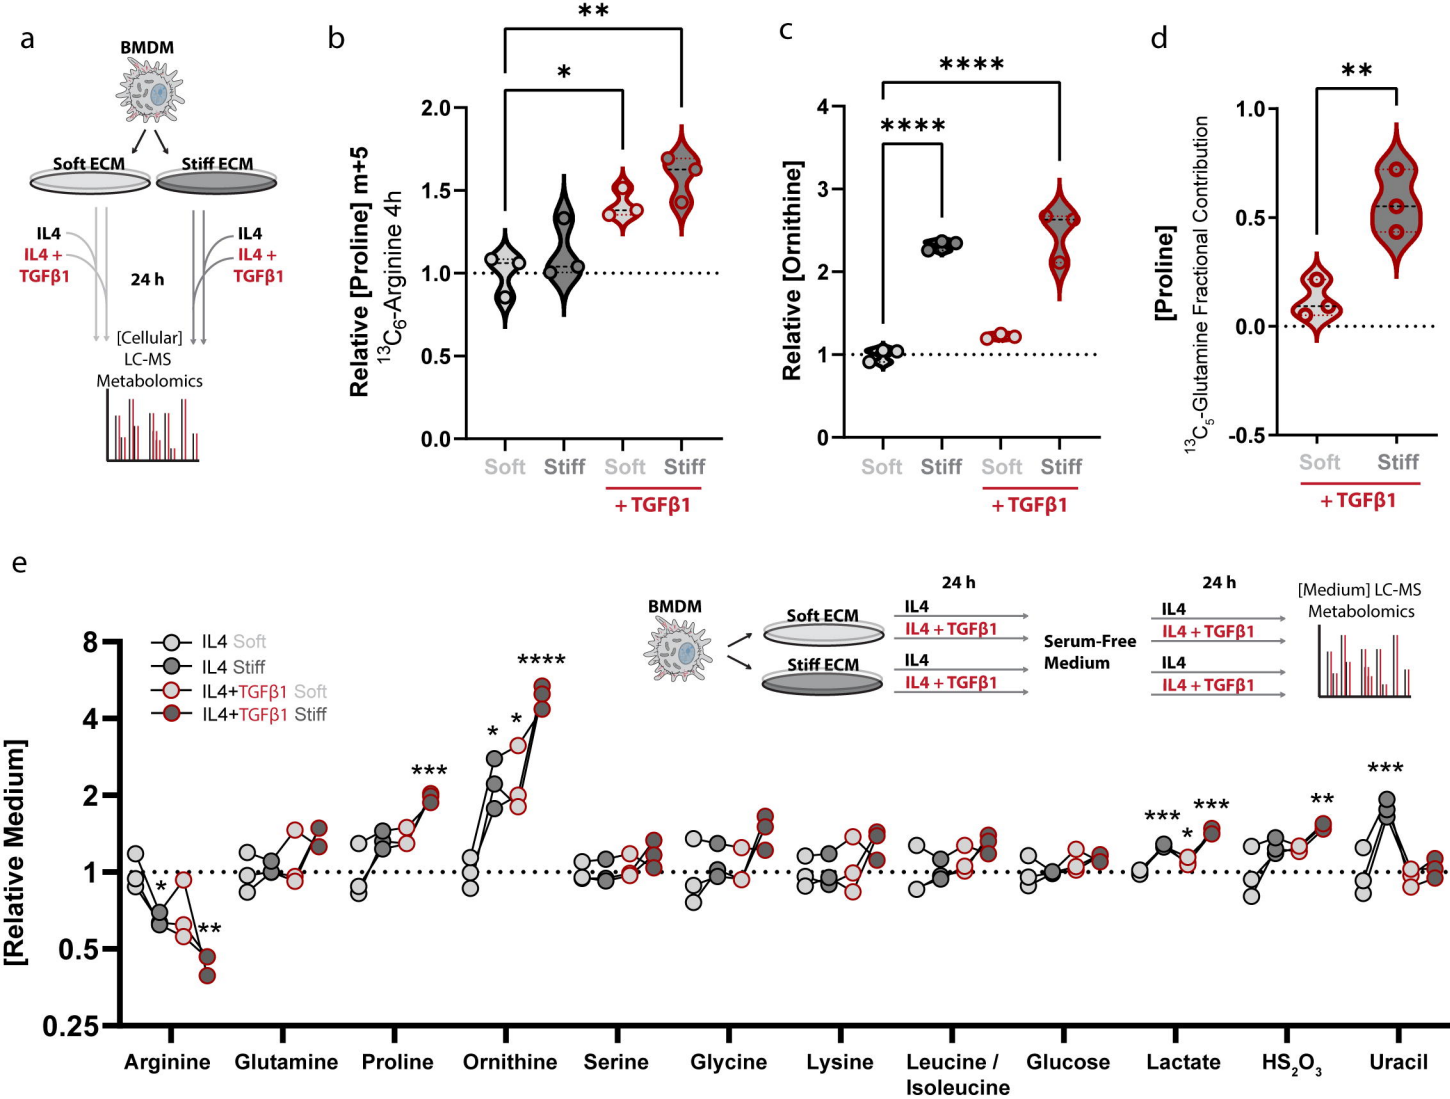 a
BMDM
Soft ECM
Stiff ECM
IL4
IL4 +
TGFβ1
24 h
IL4
IL4 +
TGFβ1
[Cellular]
LC-MS
Metabolomics
b
**
*
Relative [Proline] m+5
¹³C₆-Arginine 4h
2.0
1.5
1.0
0.5
0.0
Soft
Stiff
Soft
Stiff
+ TGFβ1
c
****
****
Relative [Ornithine]
4
3
2
1
0
Soft
Stiff
Soft
Stiff
+ TGFβ1
d
**
[Proline]
¹³C₅-Glutamine Fractional Contribution
1.0
0.5
0.0
-0.5
Soft
Stiff
+ TGFβ1
e
BMDM
Soft ECM
Stiff ECM
24 h
IL4
IL4 + TGFβ1
IL4
IL4 + TGFβ1
Serum-Free
Medium
24 h
IL4
IL4 + TGFβ1
IL4
IL4 + TGFβ1
[Medium] LC-MS
Metabolomics
IL4 Soft
IL4 Stiff
IL4+TGFβ1 Soft
IL4+TGFβ1 Stiff
[Relative Medium]
8
4
2
1
0.5
0.25
*
**
***
*
*
****
***
*
***
**
***
Arginine
Glutamine
Proline
Ornithine
Serine
Glycine
Lysine
Leucine /
Isoleucine
Glucose
Lactate
HS₂O₃
Uracil